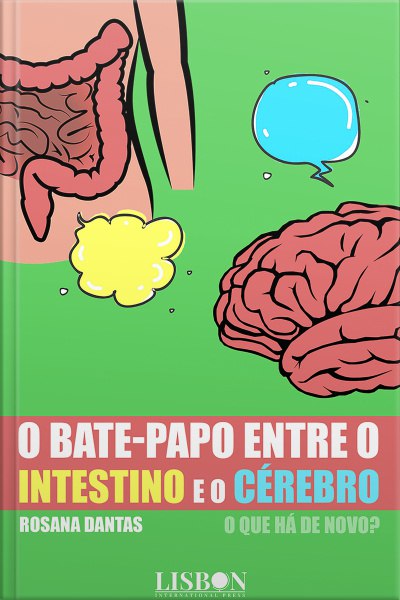 O BATE-PAPO ENTRE O
INTESTINO E O CÉREBRO
ROSANA DANTAS O QUE HÁ DE NOVO?
LISBON
INTERNATIONAL PRESS